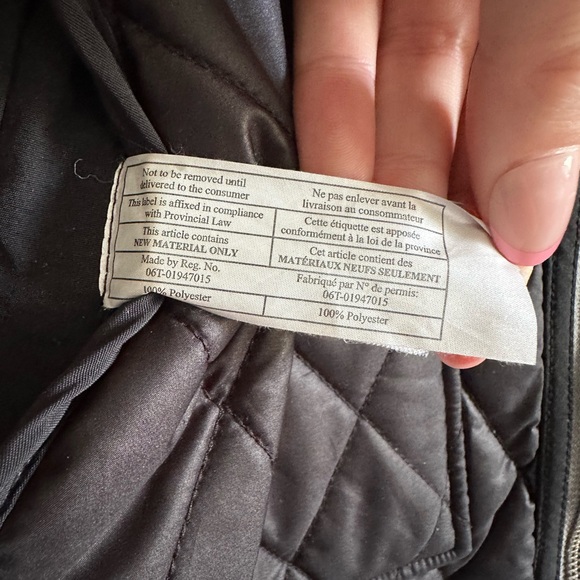 Not to be removed until
delivered to the consumer
This label is affixed in compliance
with Provincial Law
This article contains
NEW MATERIAL ONLY
Made by Reg. No.
06T-01947015
100% Polyester
Ne pas enlever avant la
livraison au consommateur
Cette étiquette est apposée
conformément à la loi de la province
Cet article contient des
MATÉRIAUX NEUFS SEULEMENT
Fabriqué par N° de permis:
06T-01947015
100% Polyester